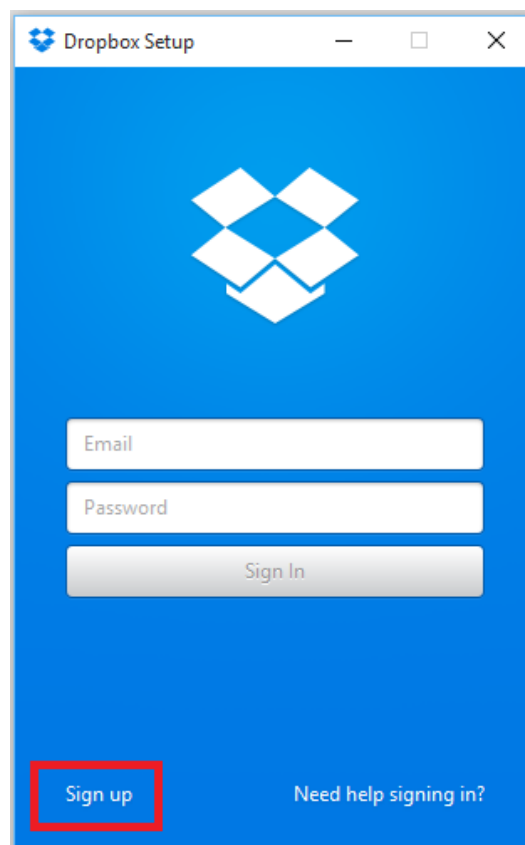 Dropbox Setup
Email
Password
Sign In
Sign up Need help signing in?